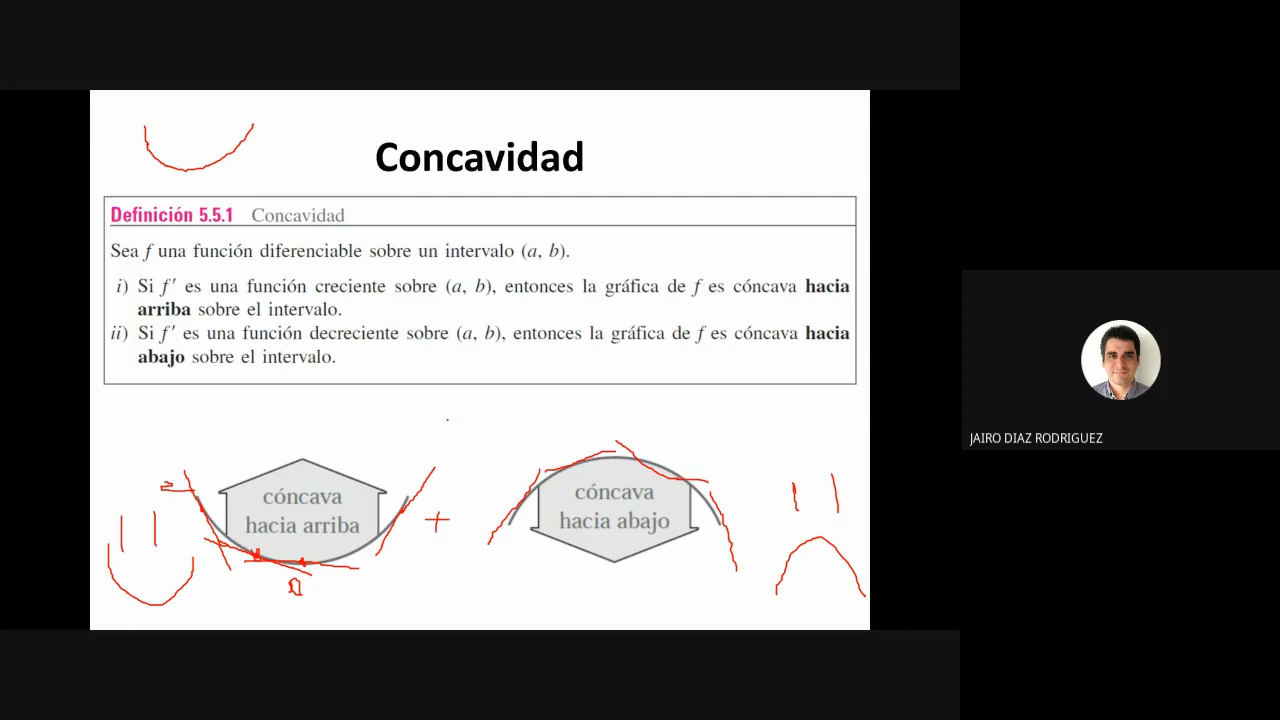 Concavidad
Definición 5.5.1 Concavidad
Sea f una función diferenciable sobre un intervalo (a, b).
i) Si f′ es una función creciente sobre (a, b), entonces la gráfica de f es cóncava hacia
arriba sobre el intervalo.
ii) Si f′ es una función decreciente sobre (a, b), entonces la gráfica de f es cóncava hacia
abajo sobre el intervalo.
cóncava
hacia arriba
+
cóncava
hacia abajo
JAIRO DIAZ RODRIGUEZ